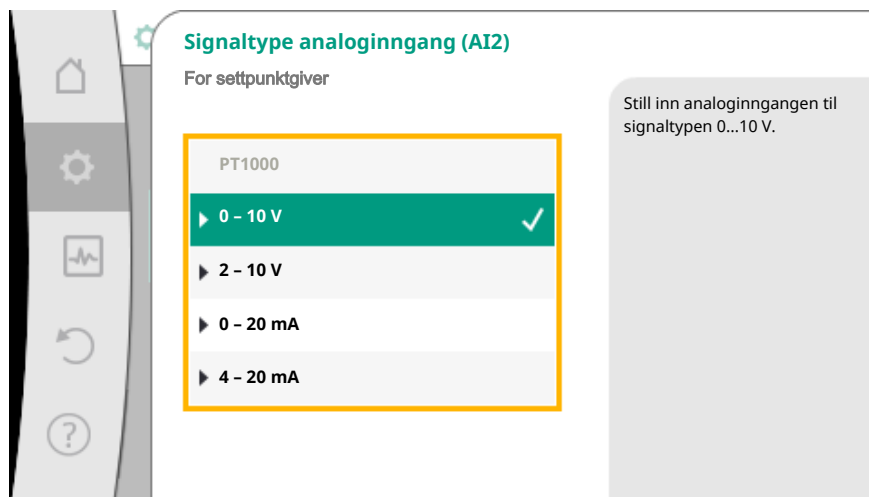 Signaltype analoginngang (AI2)
For settpunktgiver
PT1000
0 – 10 V
2 – 10 V
0 – 20 mA
4 – 20 mA
Still inn analoginngangen til
signaltypen 0...10 V.
?